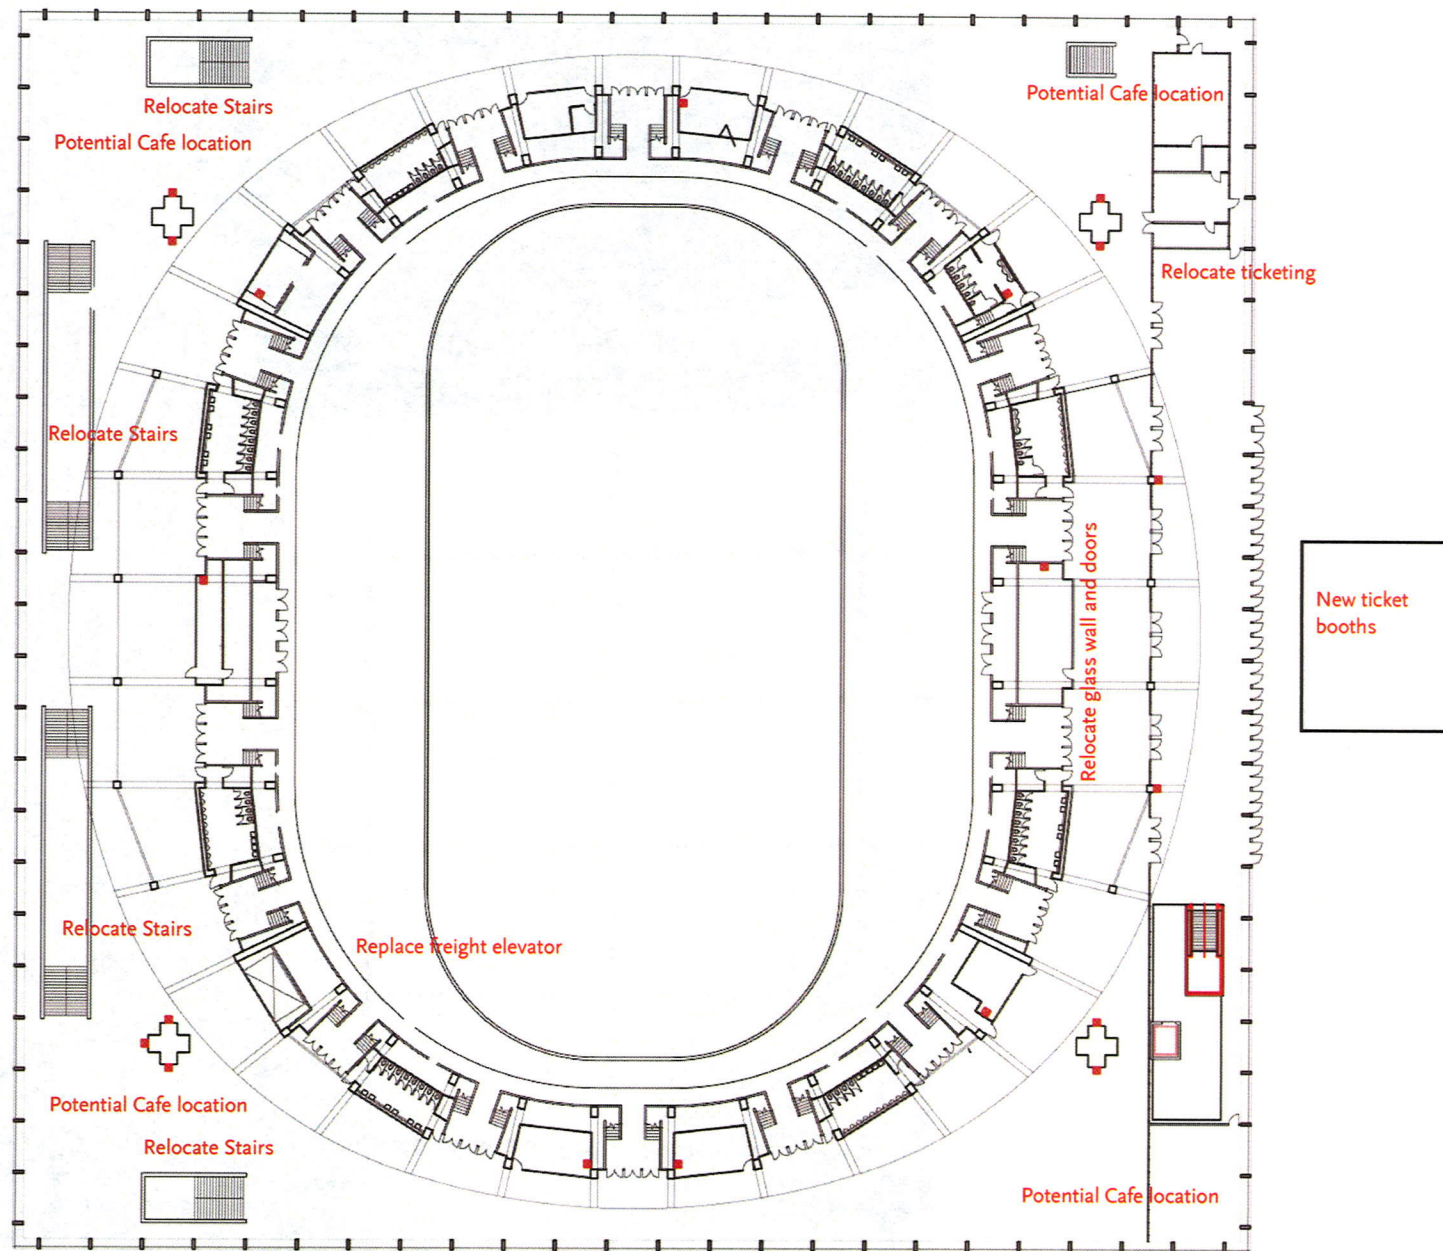 Relocate Stairs
Potential Cafe location
Potential Cafe location
Relocate ticketing
Relocate Stairs
Relocate glass wall and doors
New ticket
booths
Relocate Stairs
Replace freight elevator
Potential Cafe location
Relocate Stairs
Potential Cafe location